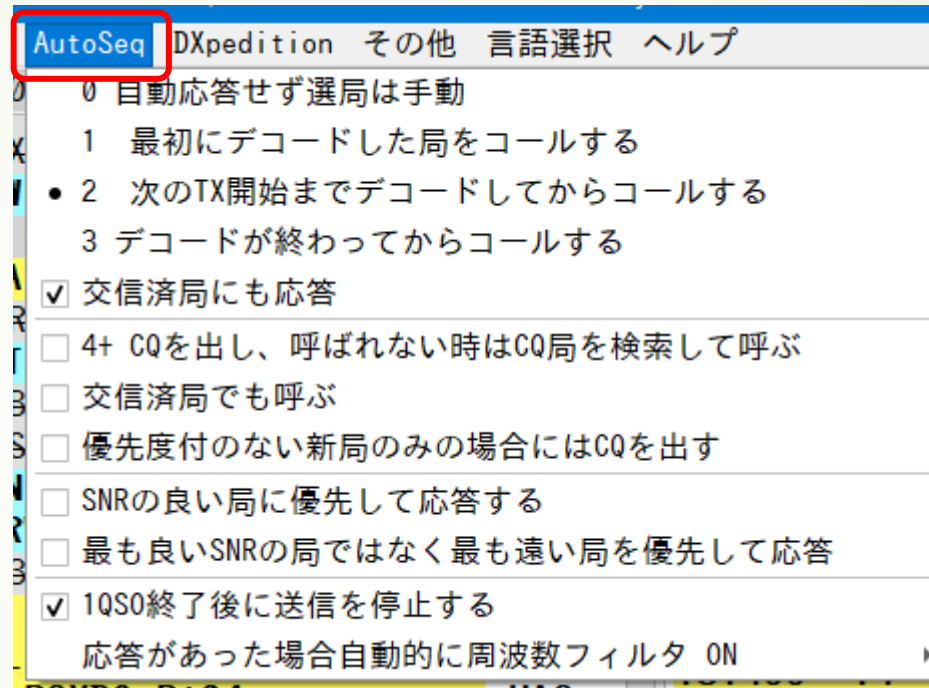 AutoSeq DXpedition その他 言語選択 ヘルプ
0 自動応答せず選局は手動
1 最初にデコードした局をコールする
• 2 次のTX開始までデコードしてからコールする
3 デコードが終わってからコールする
交信済局にも応答
4+ CQを出し、呼ばれない時はCQ局を検索して呼ぶ
交信済局でも呼ぶ
優先度付のない新局のみの場合にはCQを出す
SNRの良い局に優先して応答する
最も良いSNRの局ではなく最も遠い局を優先して応答
1QSO終了後に送信を停止する
応答があった場合自動的に周波数フィルタ ON